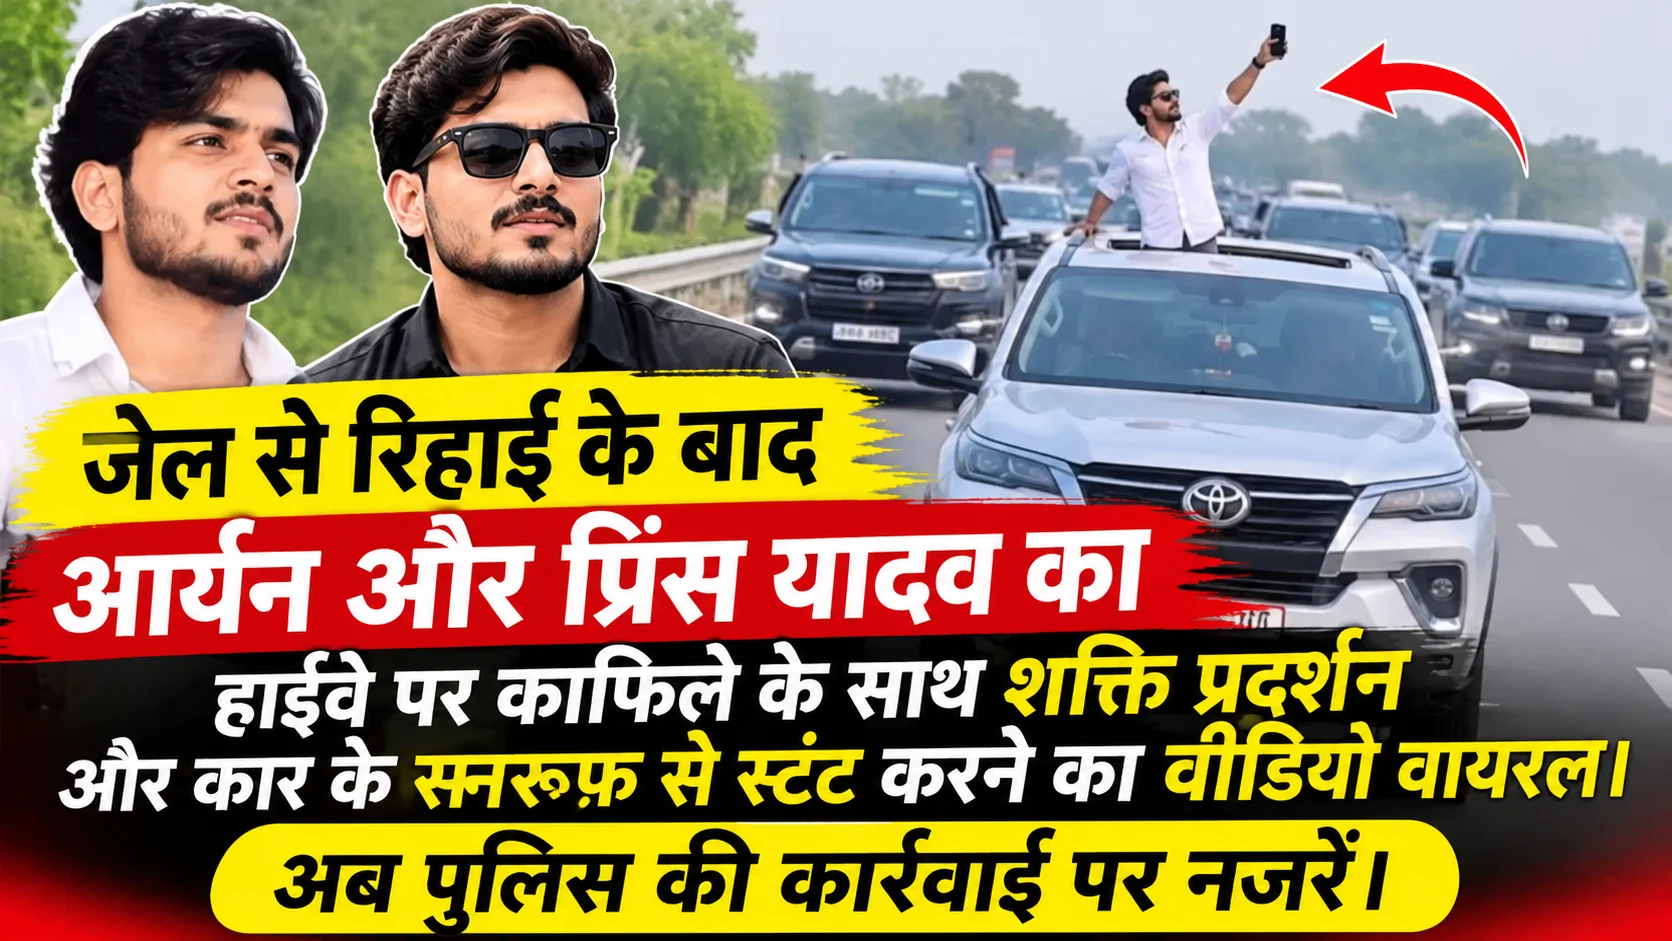 जेल से रिहाई के बाद
आर्यन और प्रिंस यादव का
हाईवे पर काफिले के साथ शक्ति प्रदर्शन
और कार के सनरूफ़ से स्टंट करने का वीडियो वायरल।
अब पुलिस की कार्रवाई पर नजरें।